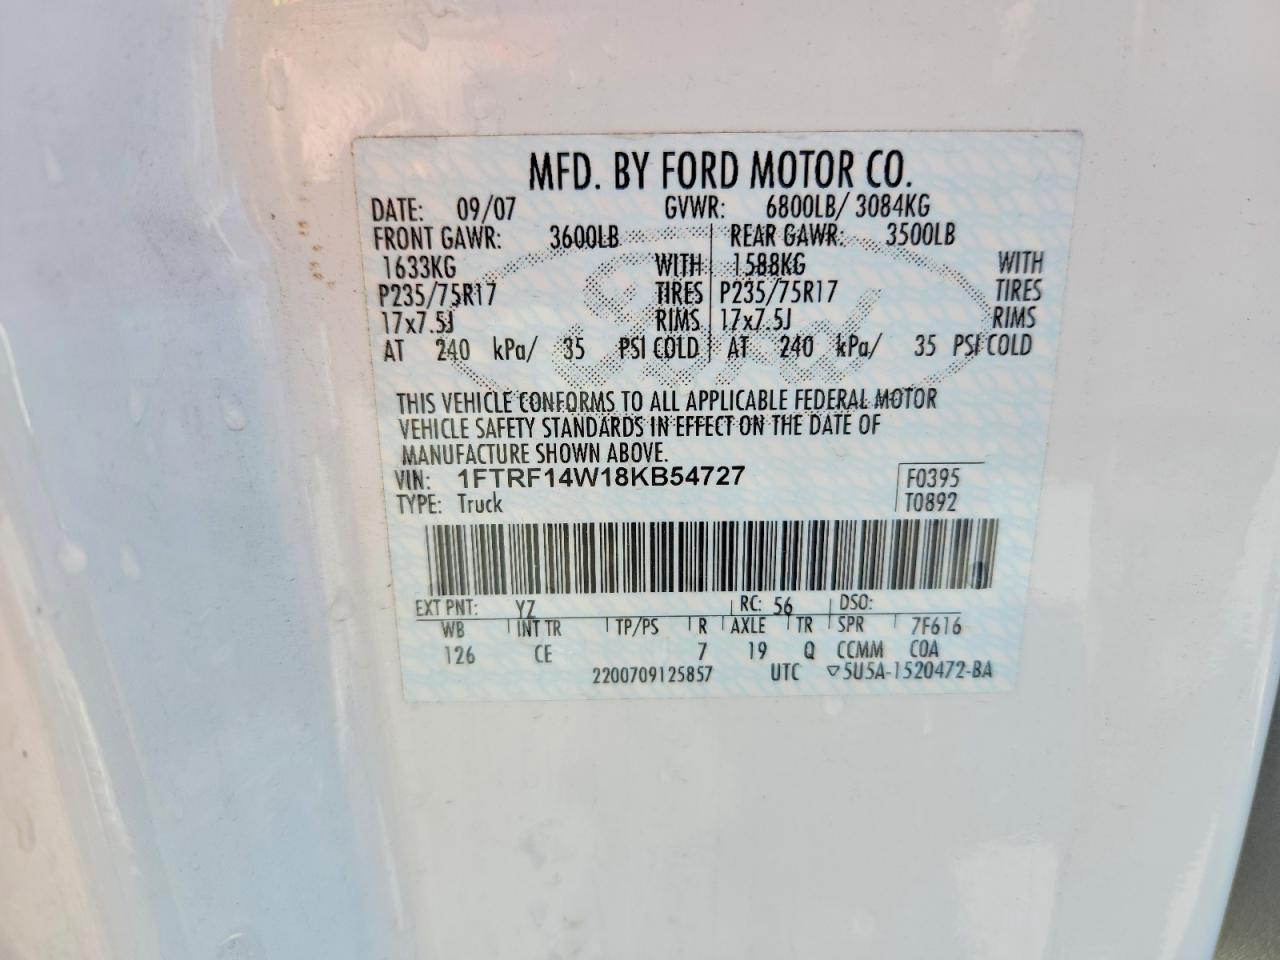 MFD. BY FORD MOTOR CO.
DATE: 09/07 GVWR: 6800LB/ 3084KG
FRONT GAWR: 3600LB REAR GAWR: 3500LB
1633KG WITH 1588KG WITH
P235/75R17 TIRES P235/75R17 TIRES
17x7.5J RIMS 17x7.5J RIMS
AT 240 kPa/ 35 PSI COLD AT 240 kPa/ 35 PSI COLD
Ford
THIS VEHICLE CONFORMS TO ALL APPLICABLE FEDERAL MOTOR
VEHICLE SAFETY STANDARDS IN EFFECT ON THE DATE OF
MANUFACTURE SHOWN ABOVE.
VIN: 1FTRF14W18KB54727 F0395
TYPE: Truck T0892
EXT PNT: YZ RC: 56 DSO:
WB INT TR TP/PS R AXLE TR SPR 7F616
126 CE 7 19 Q CCMM COA
2200709125857 UTC ▽5U5A-1520472-BA